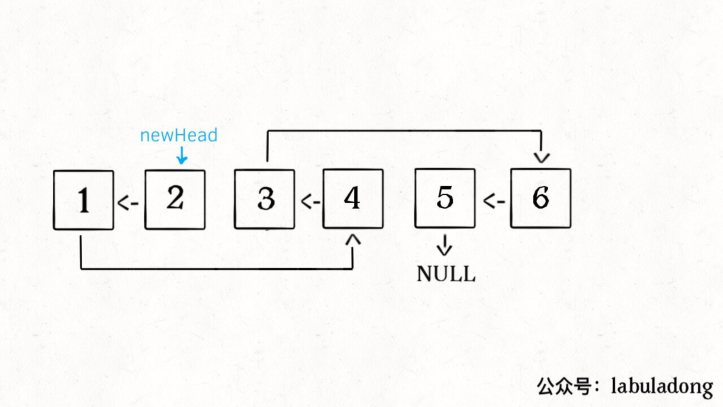 newHead
1 <- 2 3 <- 4 5 <- 6
NULL
公众号：labuladong